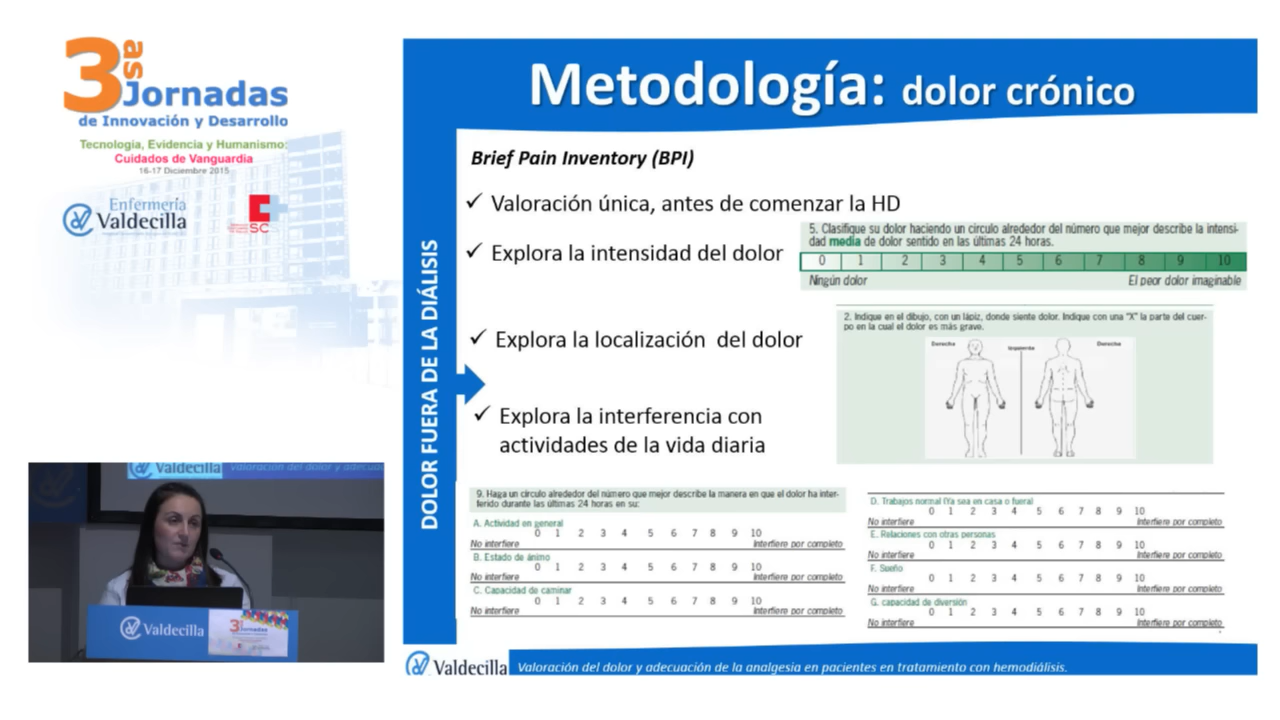 3as Jornadas
de Innovación y Desarrollo
Tecnología, Evidencia y Humanismo:
Cuidados de Vanguardia
16-17 Diciembre 2015
Enfermería
Valdecilla
SC
Metodología: dolor crónico
DOLOR FUERA DE LA DIÁLISIS
Brief Pain Inventory (BPI)
✓ Valoración única, antes de comenzar la HD
✓ Explora la intensidad del dolor
5. Clasifique su dolor haciendo un círculo alrededor del número que mejor describe la intensi-
dad media de dolor sentido en las últimas 24 horas.
0 1 2 3 4 5 6 7 8 9 10
Ningún dolor El peor dolor imaginable
✓ Explora la localización del dolor
2. Indique en el dibujo, con un lápiz, donde siente dolor. Indique con una "X" la parte del cuer-
po en la cual el dolor es más grave.
Derecha Izquierda Derecha
✓ Explora la interferencia con
actividades de la vida diaria
9. Haga un círculo alrededor del número que mejor describe la manera en que el dolor ha inter-
ferido durante las últimas 24 horas en su:
A. Actividad en general
0 1 2 3 4 5 6 7 8 9 10
No interfiere Interfiere por completo
B. Estado de ánimo
0 1 2 3 4 5 6 7 8 9 10
No interfiere Interfiere por completo
C. Capacidad de caminar
0 1 2 3 4 5 6 7 8 9 10
No interfiere Interfiere por completo
D. Trabajos normal (Ya sea en casa o fuera)
0 1 2 3 4 5 6 7 8 9 10
No interfiere Interfiere por completo
E. Relaciones con otras personas
0 1 2 3 4 5 6 7 8 9 10
No interfiere Interfiere por completo
F. Sueño
0 1 2 3 4 5 6 7 8 9 10
No interfiere Interfiere por completo
G. capacidad de diversión
0 1 2 3 4 5 6 7 8 9 10
No interfiere Interfiere por completo
Valdecilla Valoración del dolor y adecuación de la analgesia en pacientes en tratamiento con hemodiálisis.
Valdecilla Valoración del dolor y adecua
Valdecilla
3as Jornadas